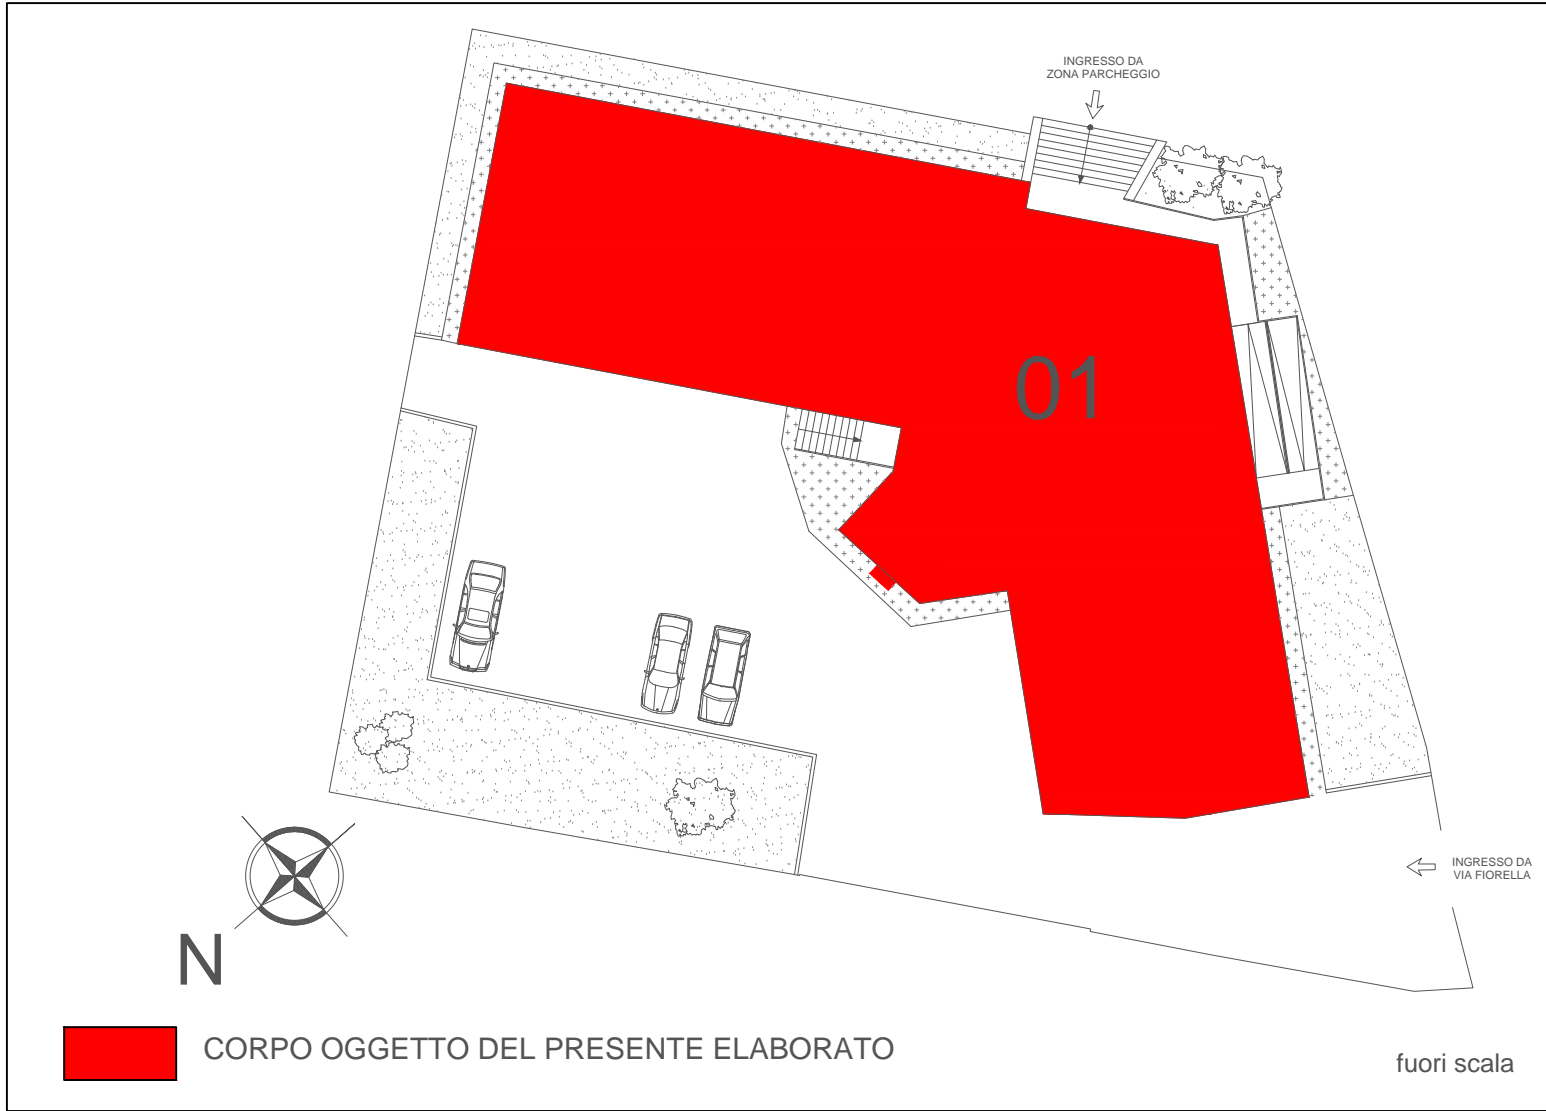 INGRESSO DA
ZONA PARCHEGGIO
01
INGRESSO DA
VIA FIORELLA
N
CORPO OGGETTO DEL PRESENTE ELABORATO
fuori scala